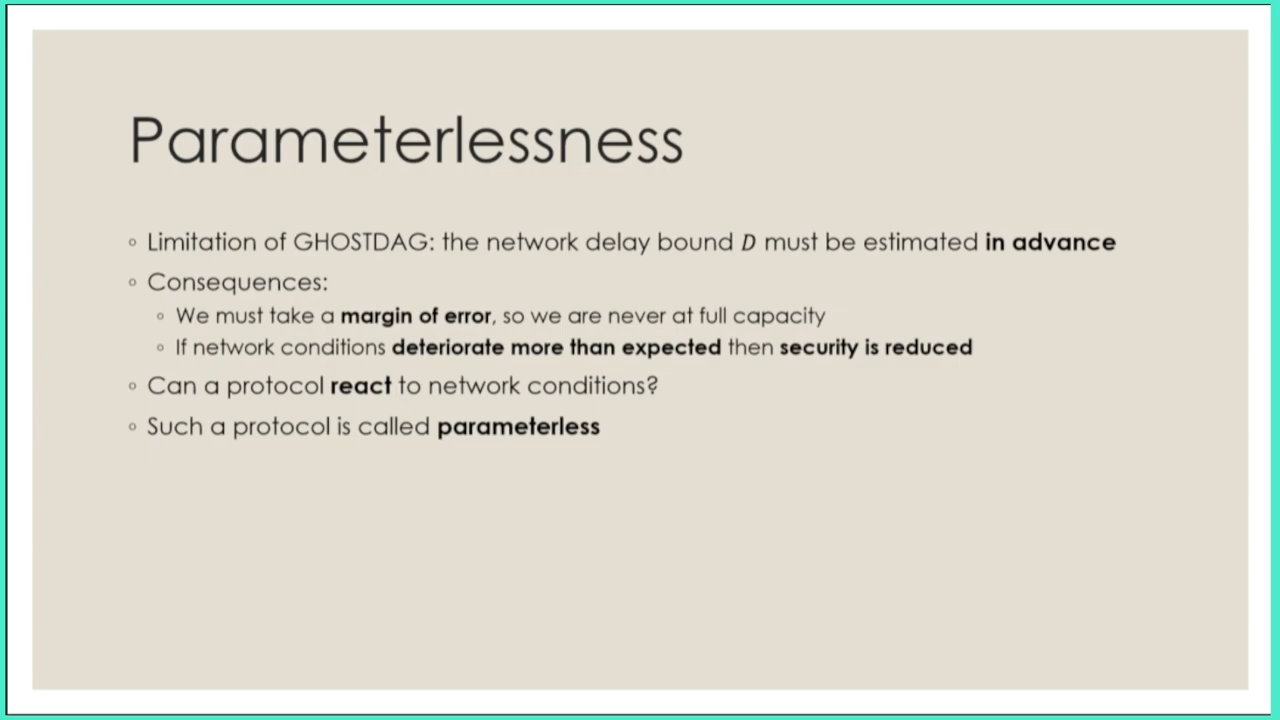 Parameterlessness
◦ Limitation of GHOSTDAG: the network delay bound D must be estimated in advance
◦ Consequences:
◦ We must take a margin of error, so we are never at full capacity
◦ If network conditions deteriorate more than expected then security is reduced
◦ Can a protocol react to network conditions?
◦ Such a protocol is called parameterless